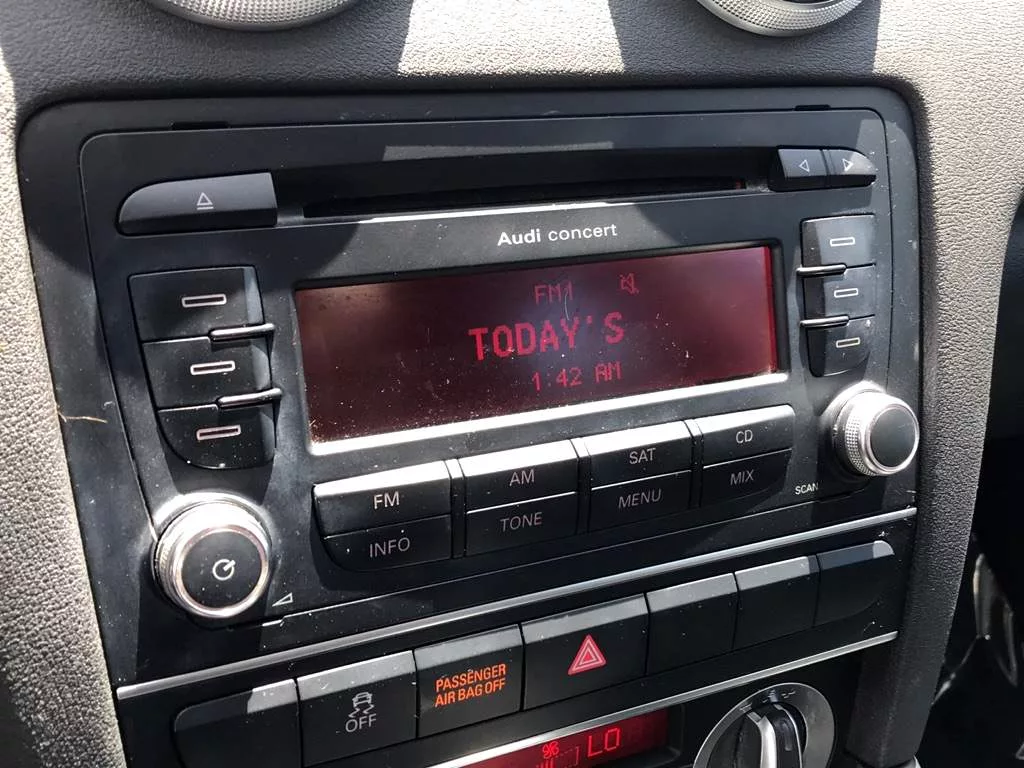 Audi concert
FM1
TODAY'S
1:42 AM
FM
AM
SAT
CD
INFO
TONE
MENU
MIX
SCAN
OFF
PASSENGER
AIR BAG OFF
% LO